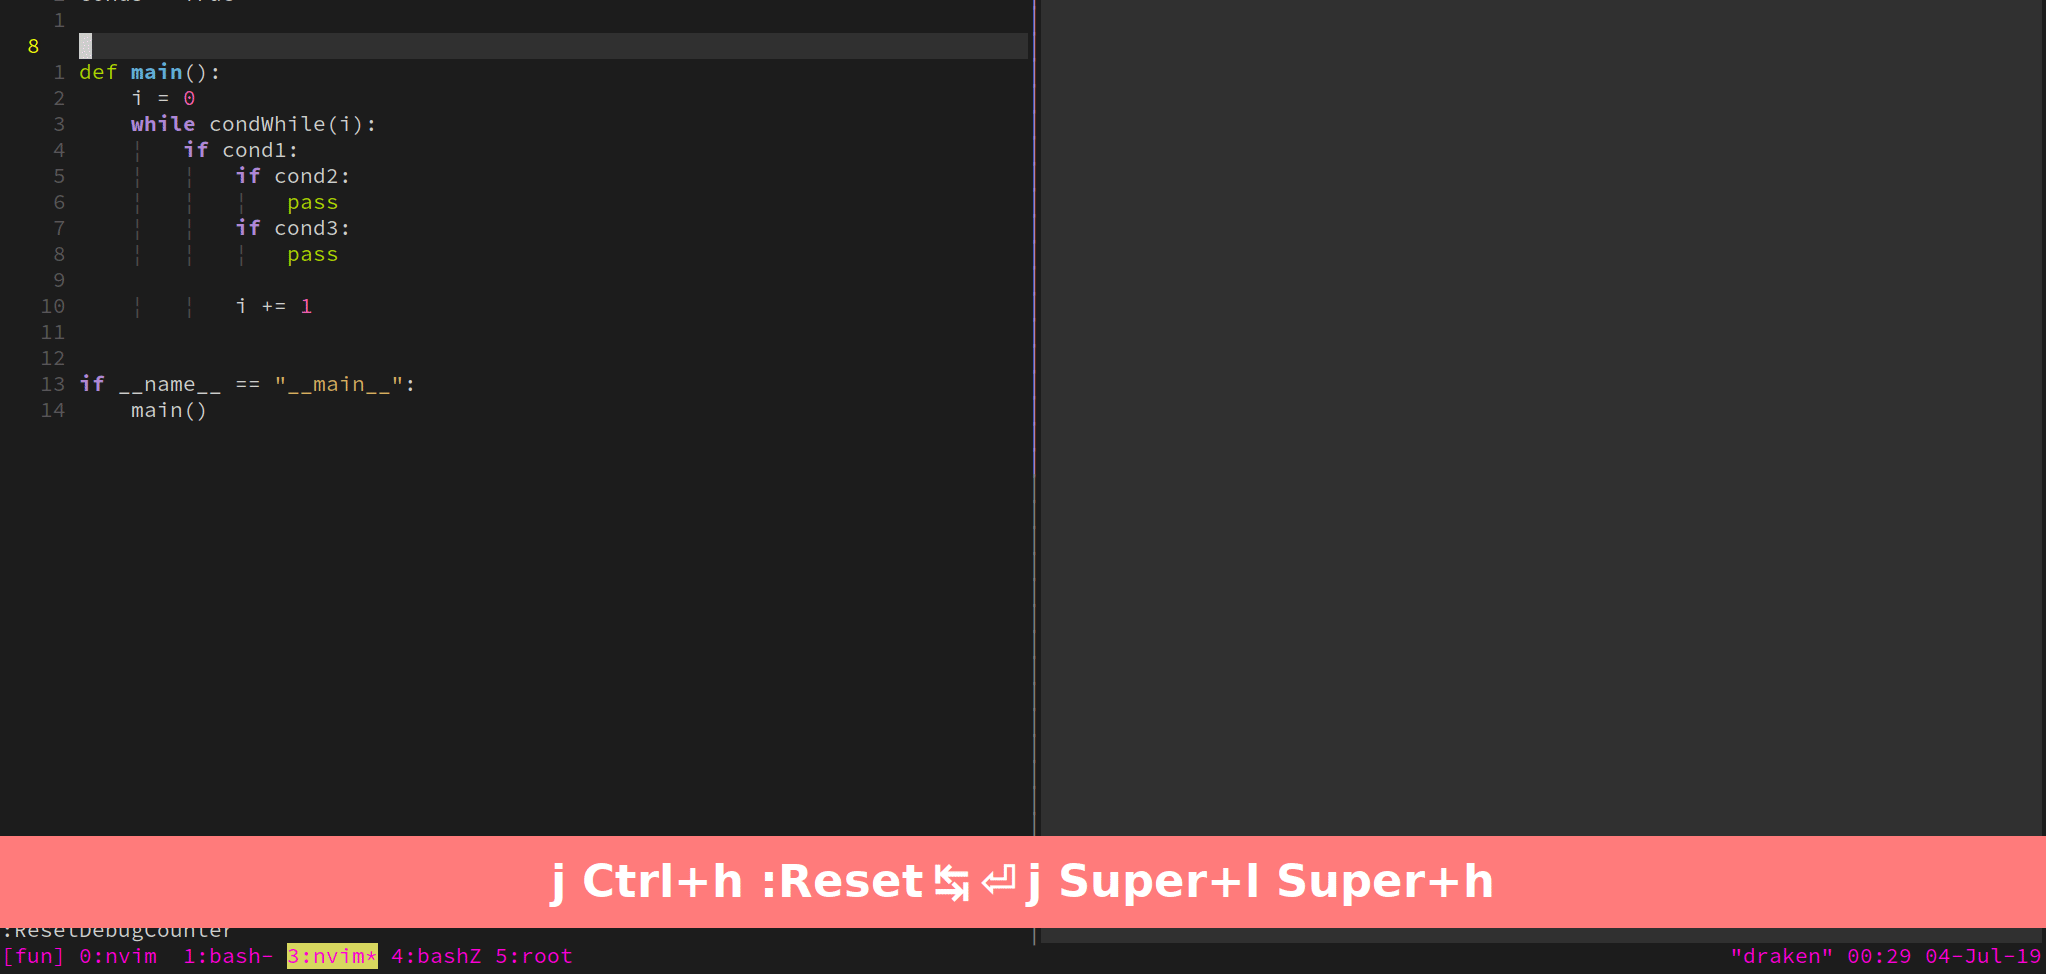 1
8
1 def main():
2 i = 0
3 while condWhile(i):
4 if cond1:
5 if cond2:
6 pass
7 if cond3:
8 pass
9
10 i += 1
11
12
13 if __name__ == "__main__":
14 main()
j Ctrl+h :Reset ↹ ⏎ j Super+l Super+h
:ResetDebugCounter
[fun] 0:nvim 1:bash- 3:nvim* 4:bashZ 5:root "draken" 00:29 04-Jul-19